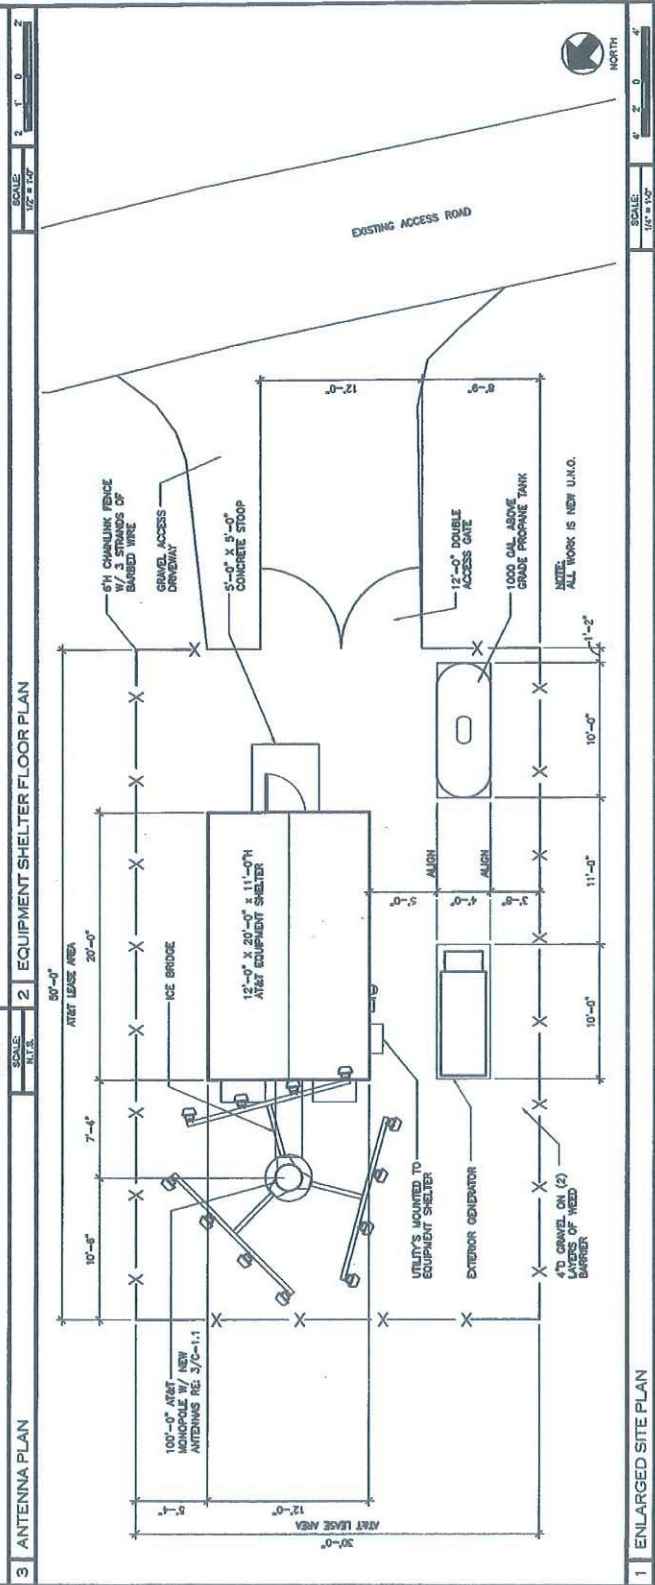 3 ANTENNA PLAN
SCALE:
N.T.S.
2 EQUIPMENT SHELTER FLOOR PLAN
SCALE:
1/2" = 1'-0"
2' 1' 0 2'
50'-0"
AT&T LEASE AREA
10'-6"
7'-4"
20'-0"
ICE BRIDGE
6'H CHAINLINK FENCE
W/ 3 STRANDS OF
BARBED WIRE
GRAVEL ACCESS
DRIVEWAY
5'-0" X 5'-0"
CONCRETE STOOP
EXISTING ACCESS ROAD
NORTH
100'-0" AT&T
MONOPOLE W/ NEW
ANTENNAS RE: 3/C-1.1
12'-0" X 20'-0" X 11'-0"H
AT&T EQUIPMENT SHELTER
30'-0"
AT&T LEASE AREA
5'-4"
12'-0"
12'-0"
8'-9"
UTILITY'S MOUNTED TO
EQUIPMENT SHELTER
EXTERIOR GENERATOR
4"D GRAVEL ON (2)
LAYERS OF WEED
BARRIER
ALIGN
ALIGN
5'-0"
4'-0"
12'-0" DOUBLE
ACCESS GATE
1000 GAL. ABOVE
GRADE PROPANE TANK
NOTE:
ALL WORK IS NEW U.N.O.
10'-0"
11'-0"
10'-0"
1'-2"
1 ENLARGED SITE PLAN
SCALE:
1/4" = 1'-0"
4' 2' 0 4'